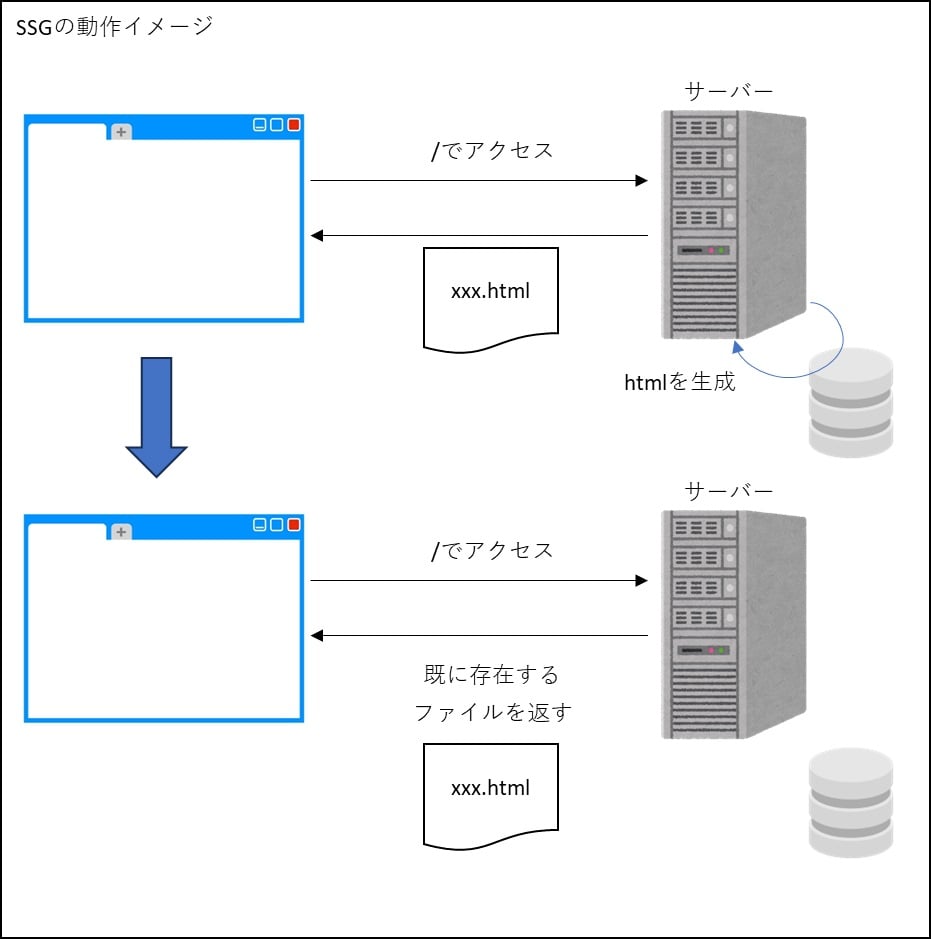 SSGの動作イメージ
サーバー
/でアクセス
xxx.html
htmlを生成
サーバー
/でアクセス
既に存在する
ファイルを返す
xxx.html